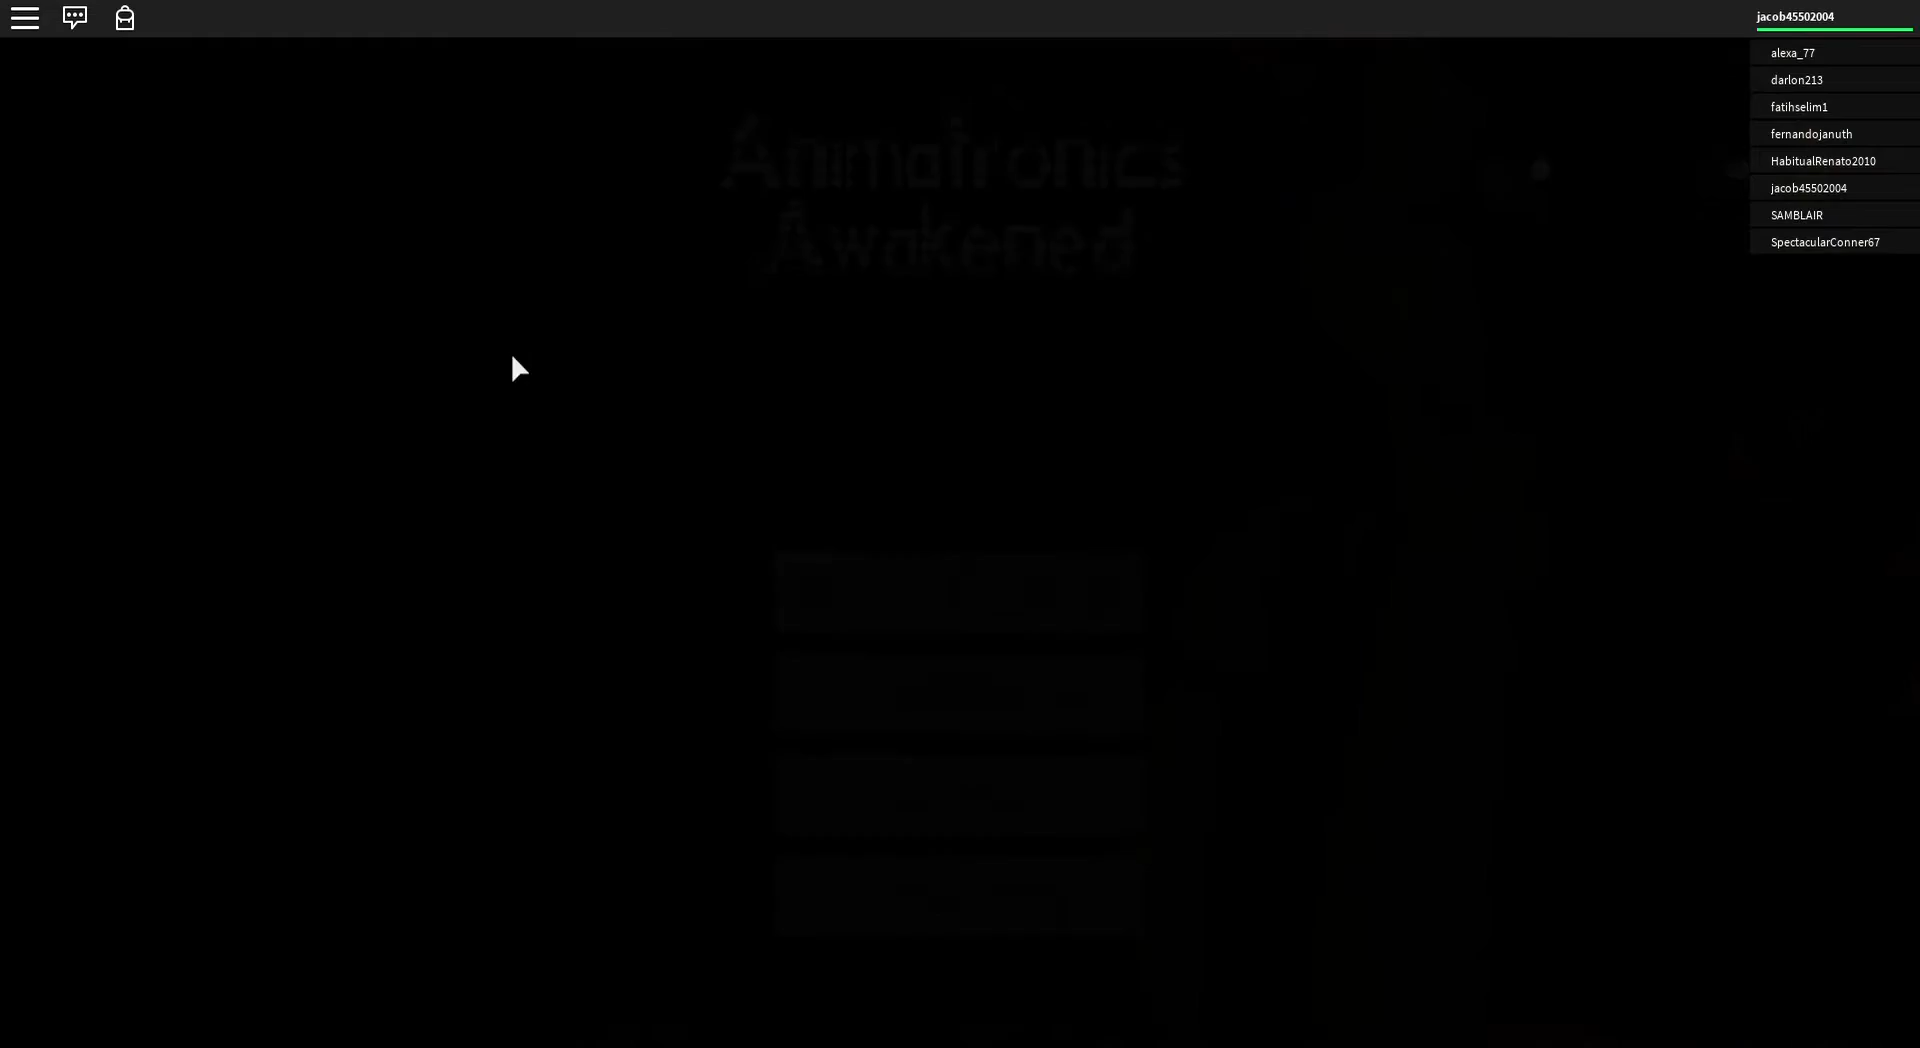 jacob45502004
alexa_77
darlon213
fatihselim1
fernandojanuth
HabitualRenato2010
jacob45502004
SAMBLAIR
SpectacularConner67
Animatronics
Awakened